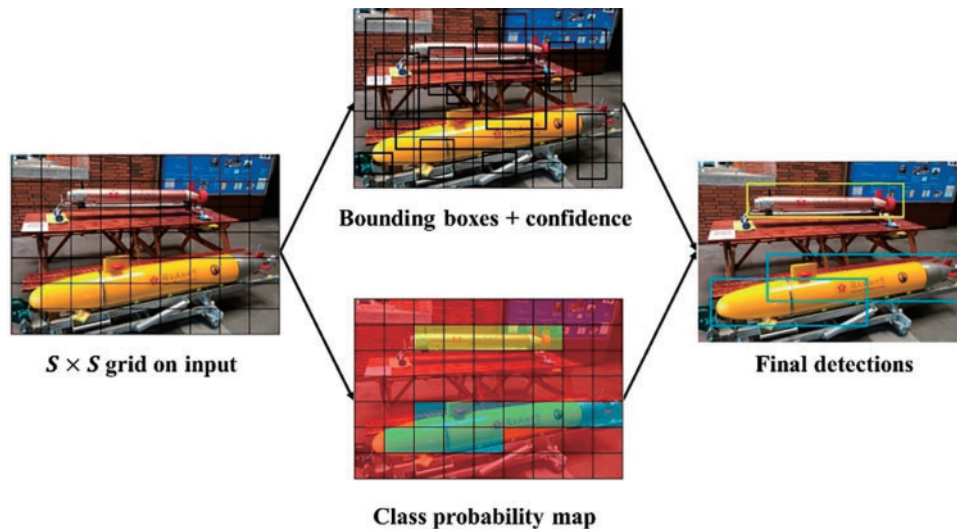 Bounding boxes + confidence
S × S grid on input
Final detections
Class probability map